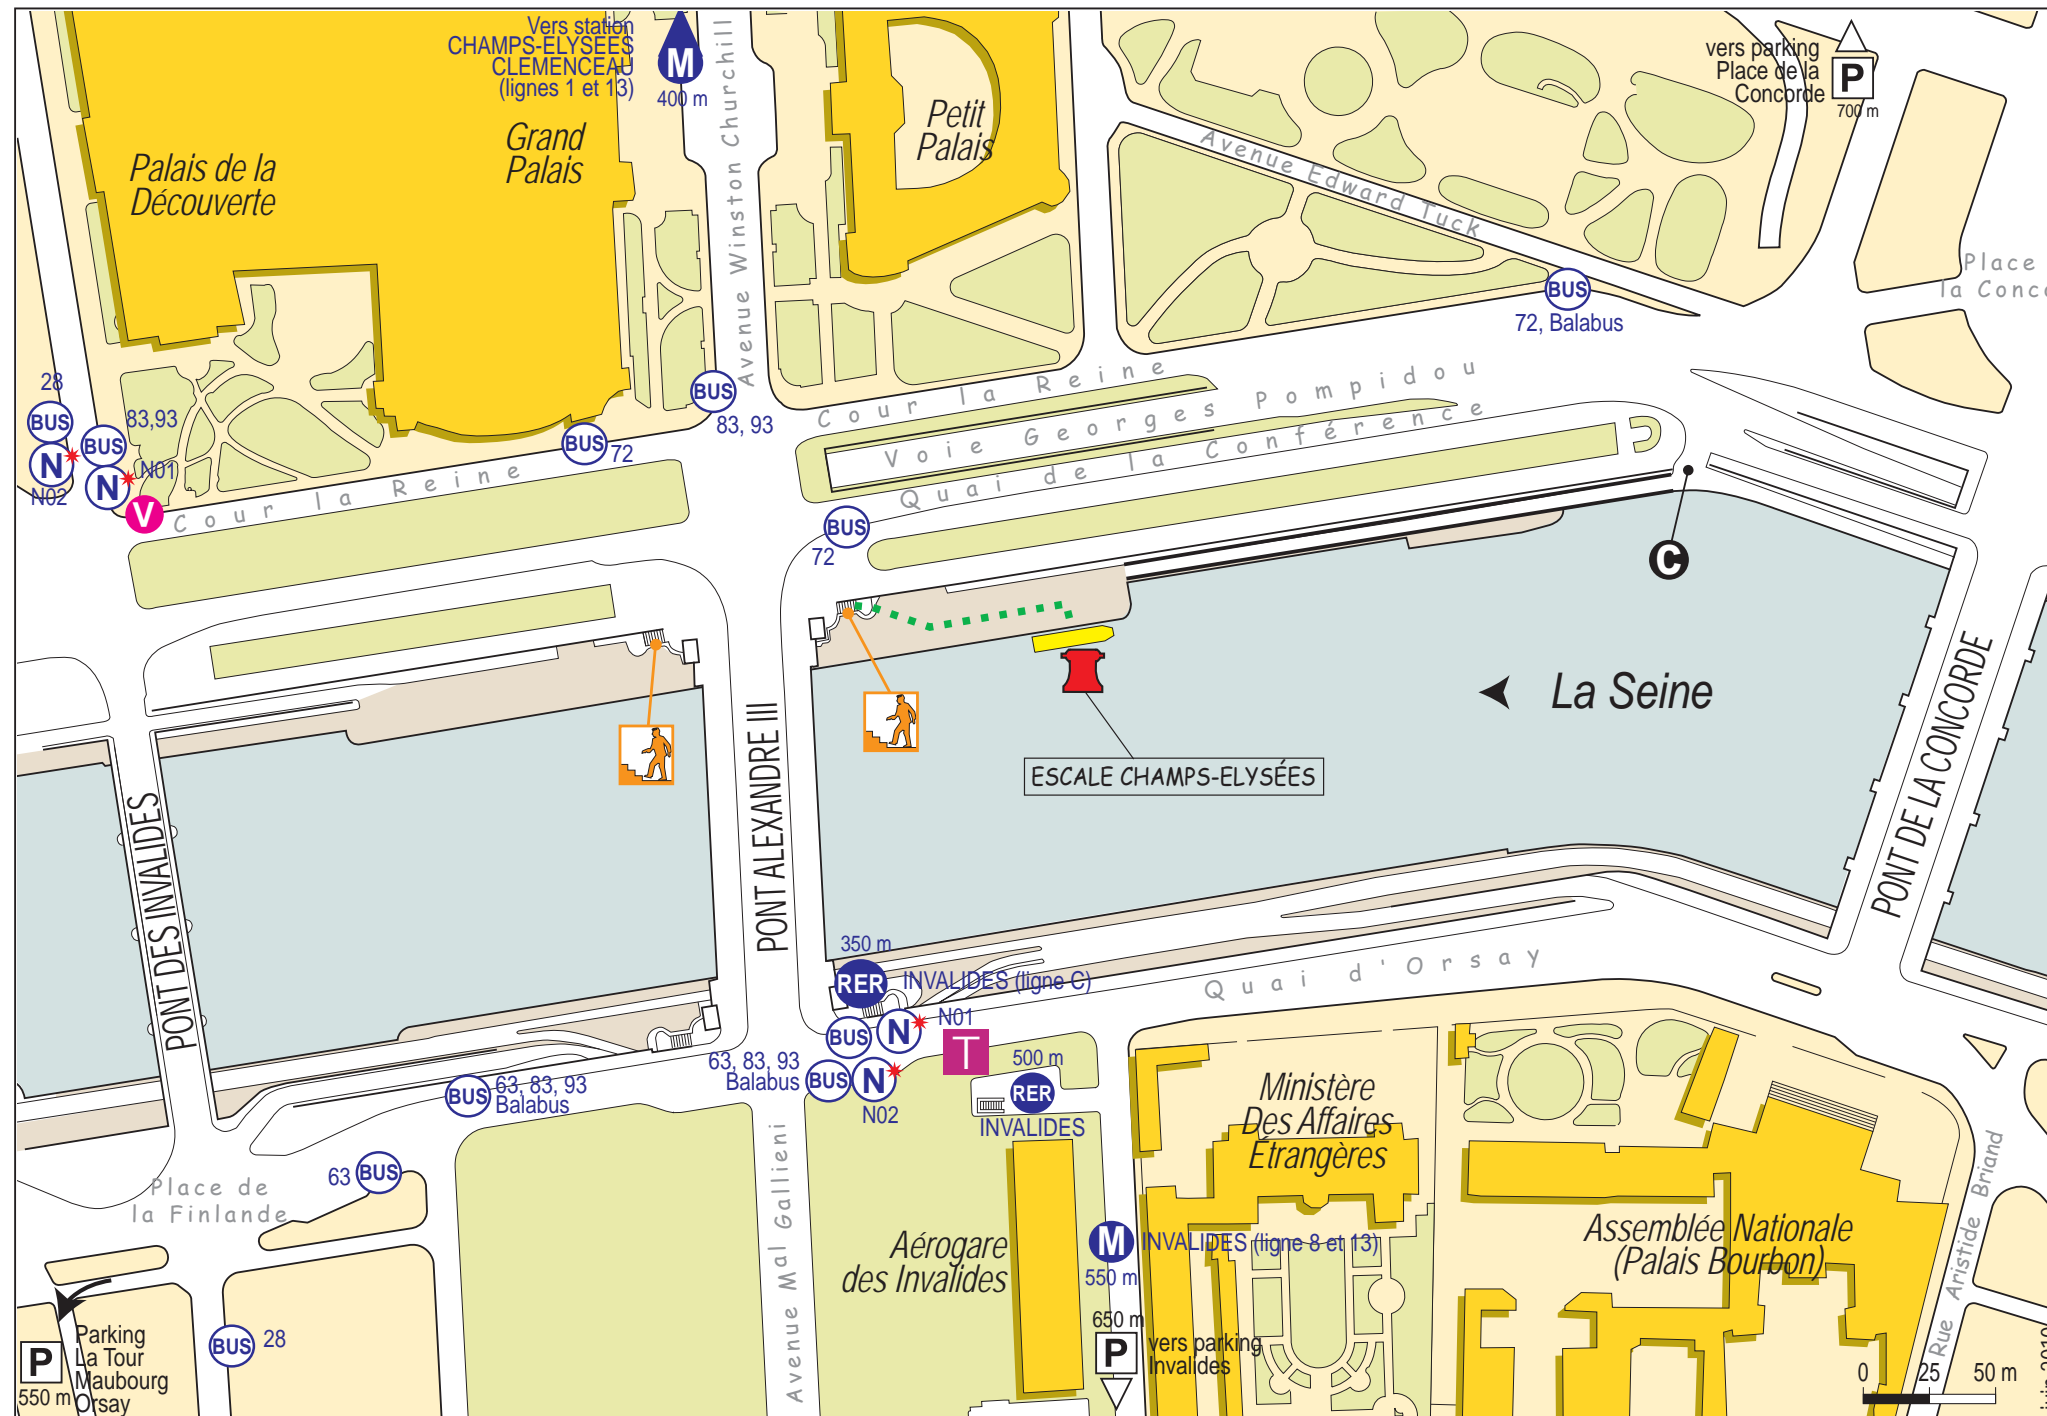 Vers station
CHAMPS-ELYSEES
CLEMENCEAU
(lignes 1 et 13)
M
400 m
Avenue Winston Churchill
Grand
Palais
Petit
Palais
Palais de la
Découverte
vers parking
Place de la
Concorde
P
700 m
Avenue Edward Tuck
Place
BUS
72, Balabus
28
BUS
N
N02
83,93
BUS
N
N01
V
BUS
72
BUS
83, 93
Cour la Reine
Cour la Reine
Voie Georges Pompidou
Quai de la Conférence
BUS
72
C
La Seine
ESCALE CHAMPS-ELYSÉES
PONT DES INVALIDES
PONT ALEXANDRE III
PONT DE LA CONCORDE
350 m
RER
INVALIDES (ligne C)
Quai d'Orsay
BUS
N
N01
63, 83, 93
Balabus
BUS
N
N02
T
500 m
RER
INVALIDES
BUS
63, 83, 93
Balabus
63
BUS
Place de
la Finlande
Ministère
Des Affaires
Étrangères
Assemblée Nationale
(Palais Bourbon)
Rue Aristide Briand
Aérogare
des Invalides
Avenue Mal Gallieni
M
INVALIDES (ligne 8 et 13)
550 m
650 m
P
vers parking
Invalides
BUS
28
P
550 m
Parking
La Tour
Maubourg
Orsay
0 25 50 m